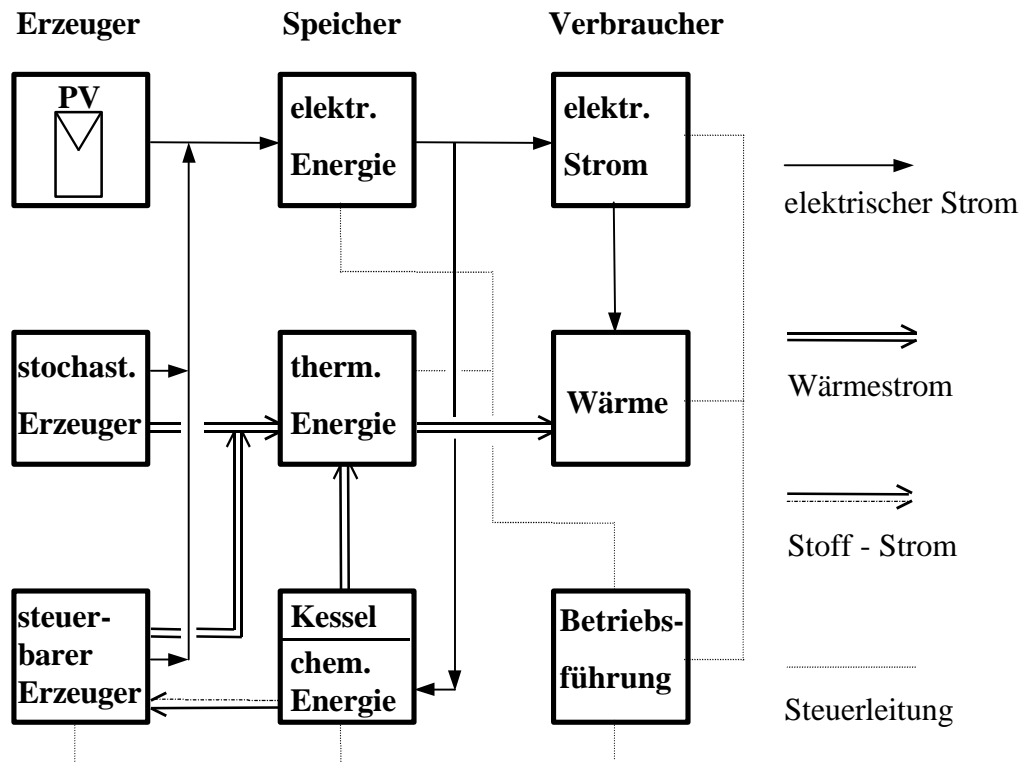 Erzeuger
Speicher
Verbraucher
PV
elektr.
Energie
elektr.
Strom
elektrischer Strom
stochast.
Erzeuger
therm.
Energie
Wärme
Wärmestrom
Stoff - Strom
steuer-
barer
Erzeuger
Kessel
chem.
Energie
Betriebs-
führung
Steuerleitung